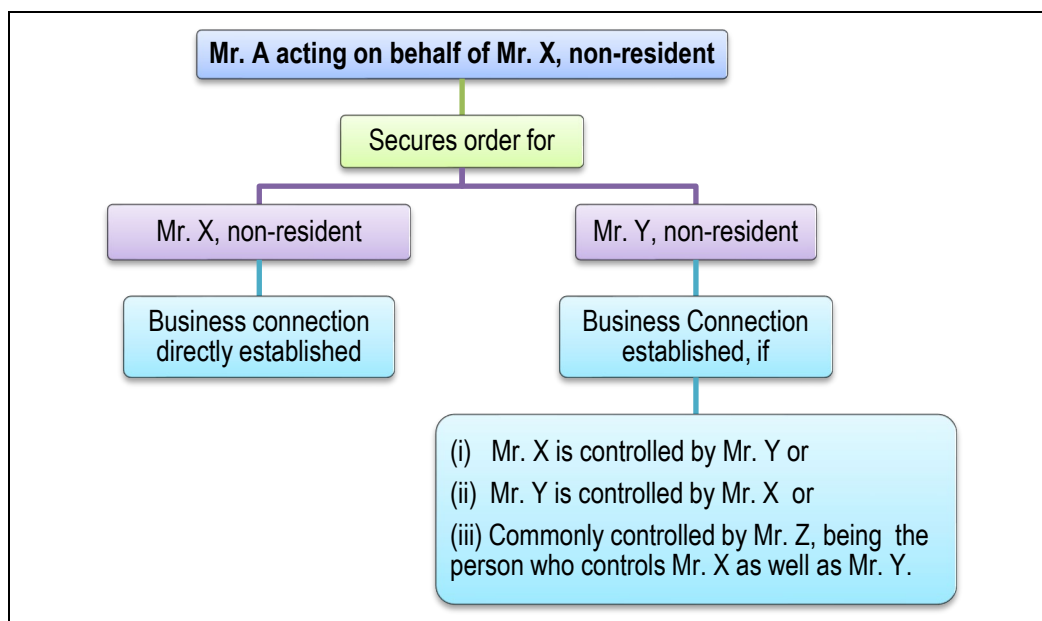 Mr. A acting on behalf of Mr. X, non-resident
Secures order for
Mr. X, non-resident
Mr. Y, non-resident
Business connection
directly established
Business Connection
established, if
(i) Mr. X is controlled by Mr. Y or
(ii) Mr. Y is controlled by Mr. X or
(iii) Commonly controlled by Mr. Z, being the
person who controls Mr. X as well as Mr. Y.